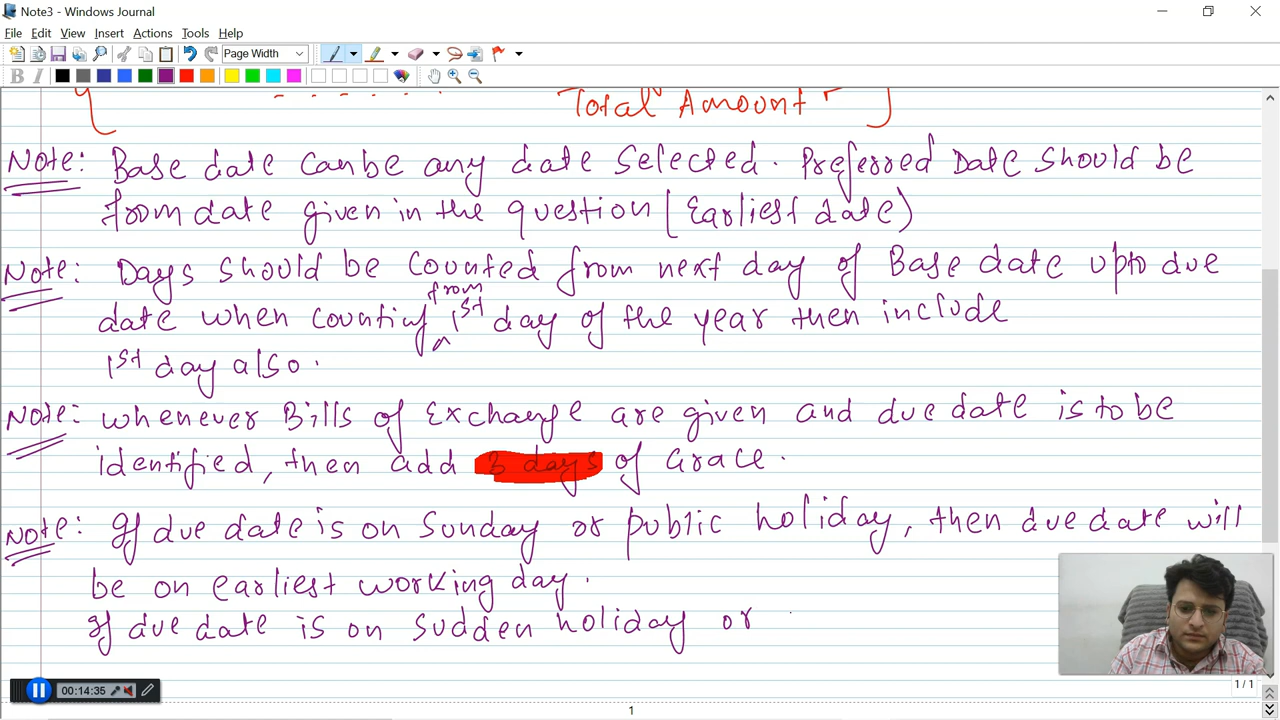 Note3 - Windows Journal
File Edit View Insert Actions Tools Help
Page Width
B I
Total Amount
Note: Base date can be any date selected. Preferred Date should be
from date given in the question (Earliest date)
Note: Days should be counted from next day of Base date upto due
from
date when counting 1st day of the year then include
1st day also.
Note: whenever Bills of Exchange are given and due date is to be
identified, then add 3 days of Grace.
Note: If due date is on Sunday or public holiday, then due date will
be on earliest working day.
If due date is on sudden holiday or
1 / 1
00:14:35
1